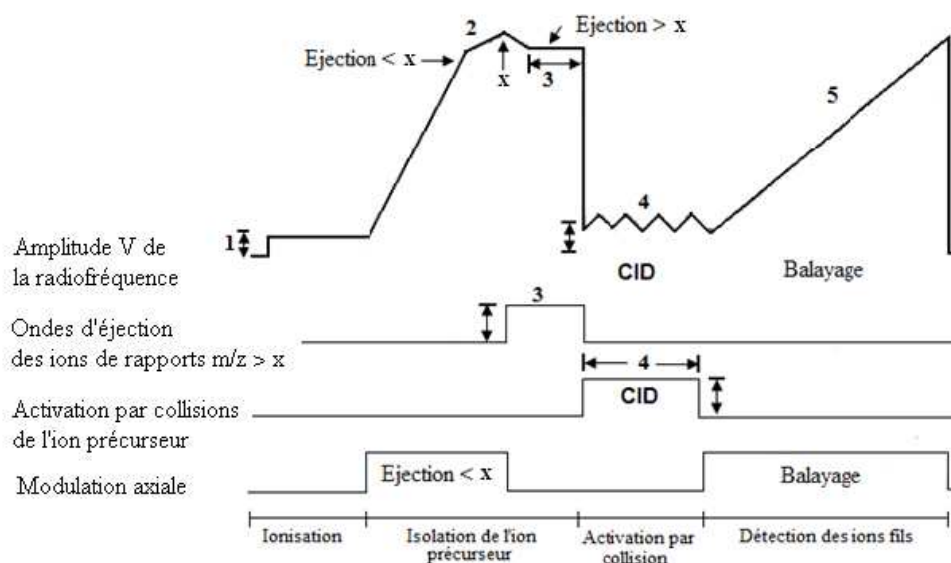 2
Ejection > x
Ejection < x
x
3
5
1
4
Amplitude V de
la radiofréquence
CID
Balayage
3
Ondes d'éjection
des ions de rapports m/z > x
4
CID
Activation par collisions
de l'ion précurseur
Ejection < x
Balayage
Modulation axiale
Ionisation
Isolation de l'ion
précurseur
Activation par
collision
Détection des ions fils